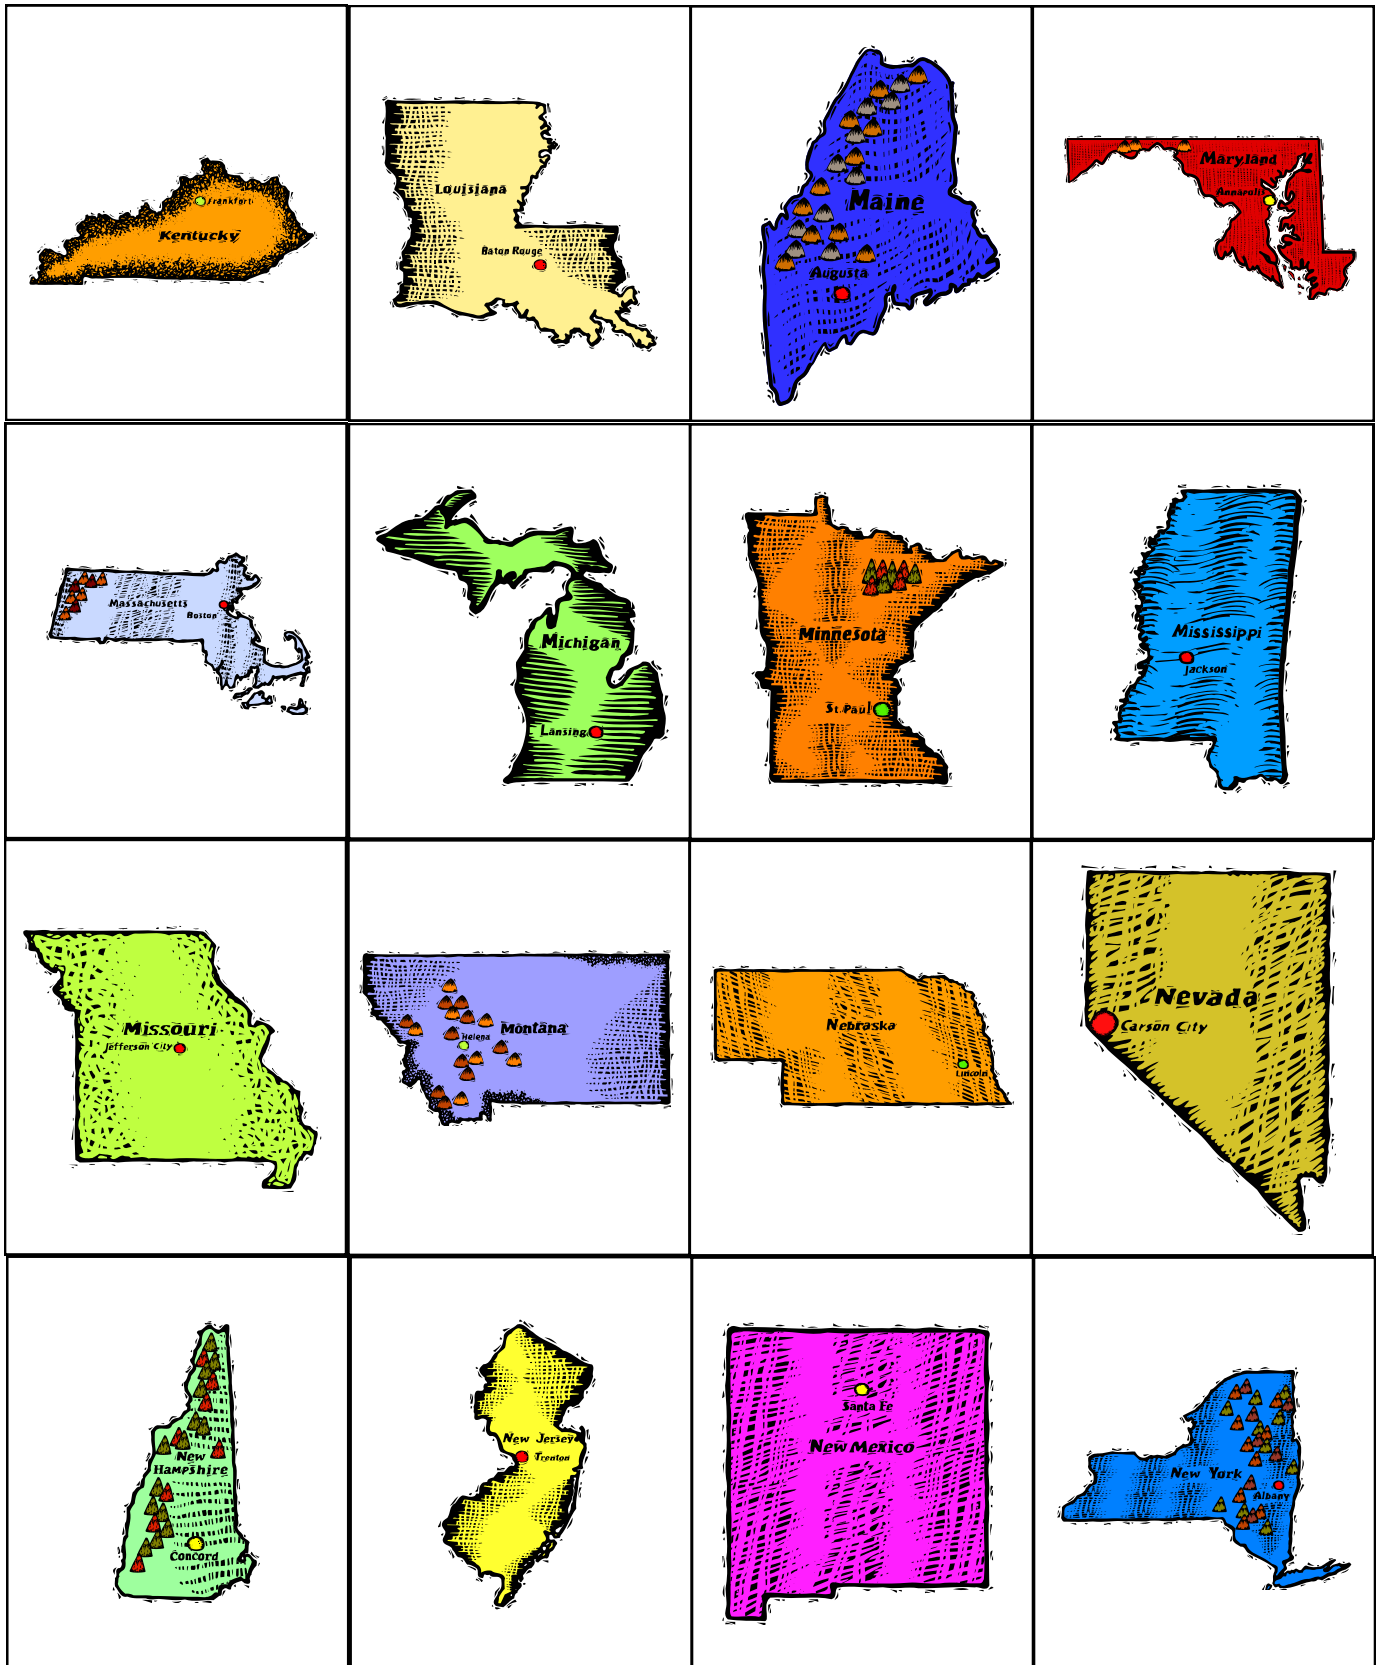 Frankfurt
Kentucky
Louisiana
Baton Rouge
Maine
Augusta
Maryland
Annapolis
Massachusetts
Boston
Michigan
Lansing
Minnesota
St. Paul
Mississippi
Jackson
Missouri
Jefferson City
Montana
Helena
Nebraska
Lincoln
Nevada
Carson City
New
Hampshire
Concord
New Jersey
Trenton
Santa Fe
New Mexico
New York
Albany